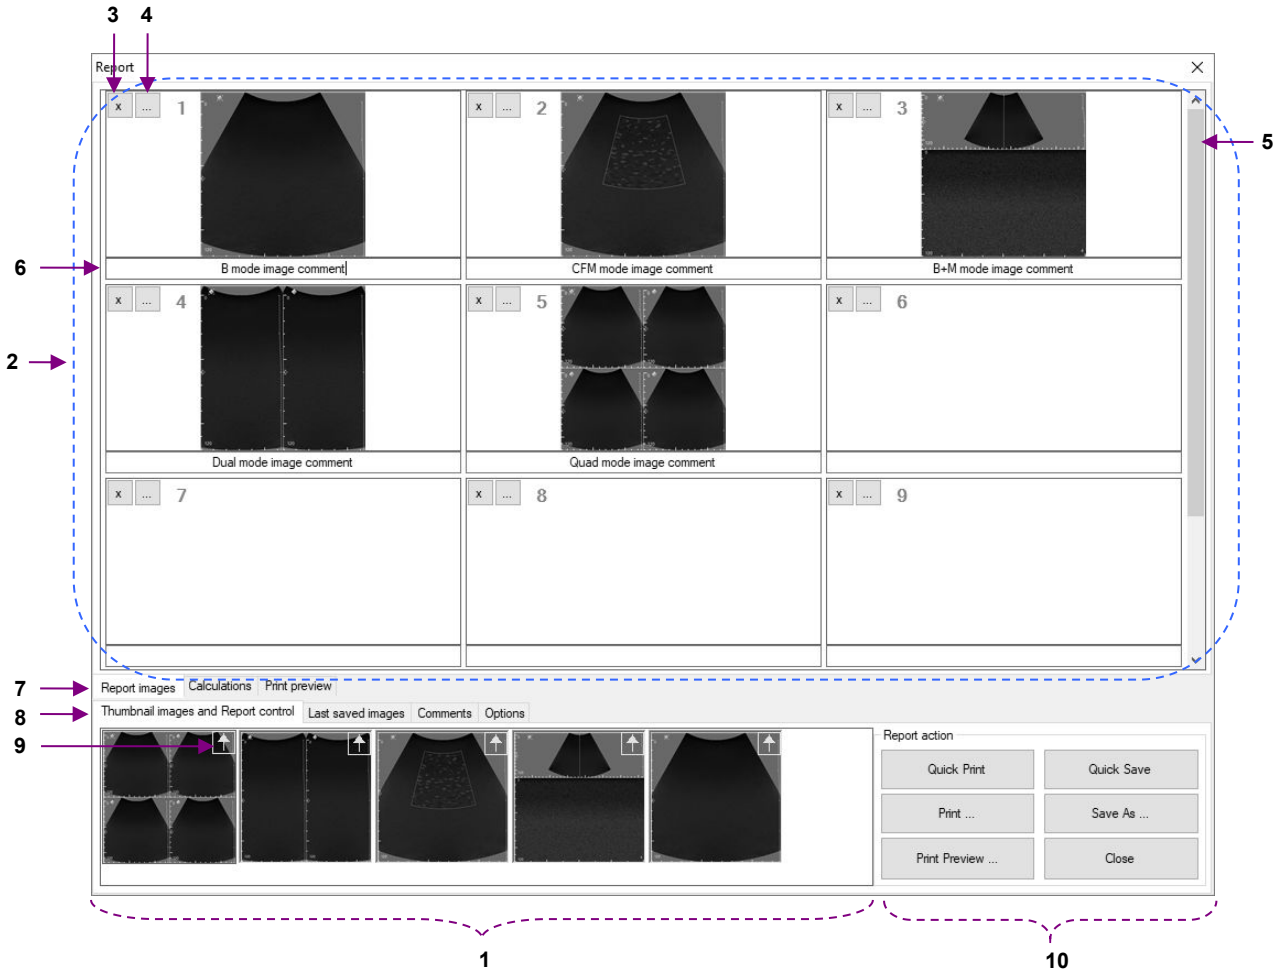 3 4
Report
x ... 1
x ... 2
x ... 3
5
6
B mode image comment
CFM mode image comment
B+M mode image comment
x ... 4
x ... 5
x ... 6
2
Dual mode image comment
Quad mode image comment
x ... 7
x ... 8
x ... 9
7
Report images Calculations Print preview
8
Thumbnail images and Report control Last saved images Comments Options
9
Report action
Quick Print Quick Save
Print ... Save As ...
Print Preview ... Close
1
10